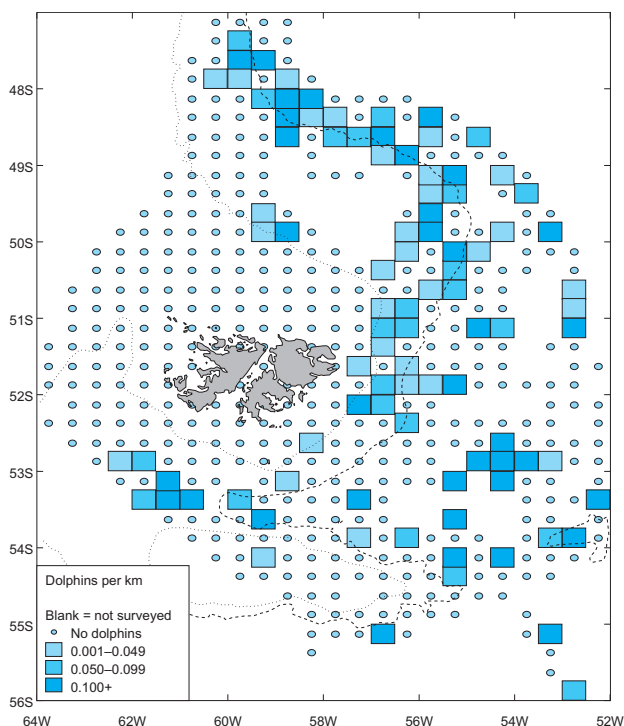 48S
49S
50S
51S
52S
53S
54S
55S
56S
Dolphins per km
Blank = not surveyed
No dolphins
0.001–0.049
0.050–0.099
0.100+
64W 62W 60W 58W 56W 54W 52W